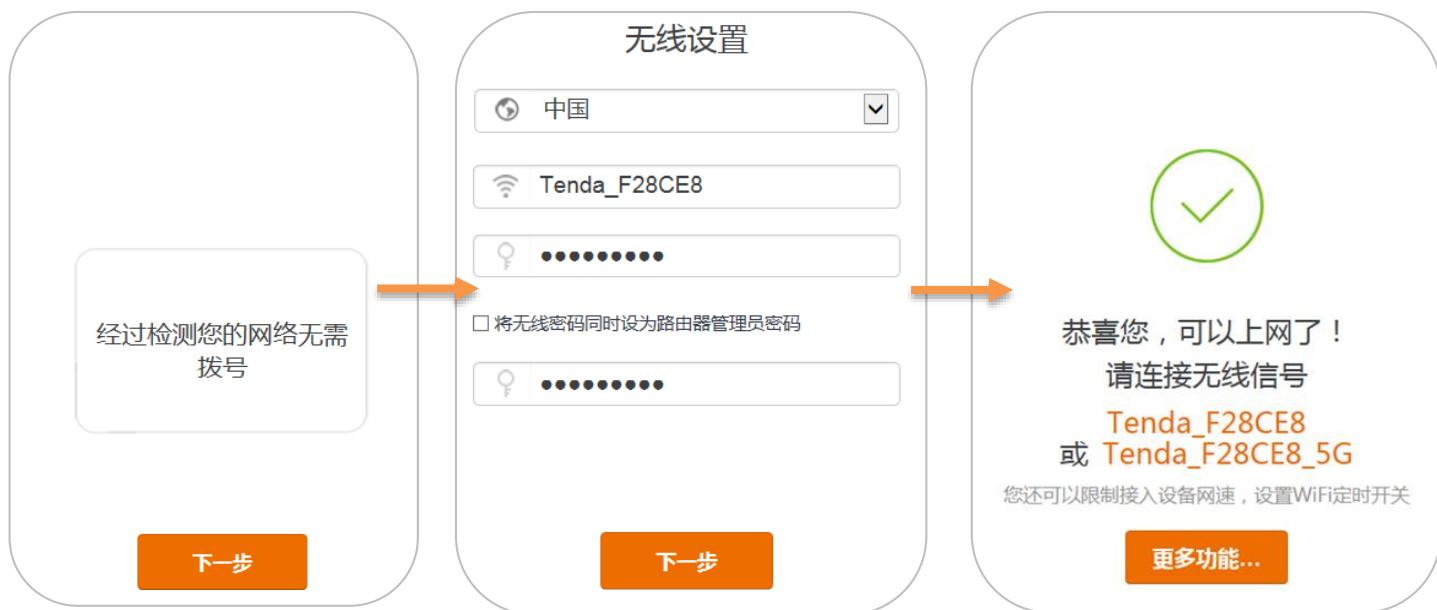 经过检测您的网络无需
拨号
下一步
无线设置
中国
Tenda_F28CE8
●●●●●●●●●
将无线密码同时设为路由器管理员密码
●●●●●●●●●
下一步
恭喜您，可以上网了！
请连接无线信号
Tenda_F28CE8
或 Tenda_F28CE8_5G
您还可以限制接入设备网速，设置WiFi定时开关
更多功能...